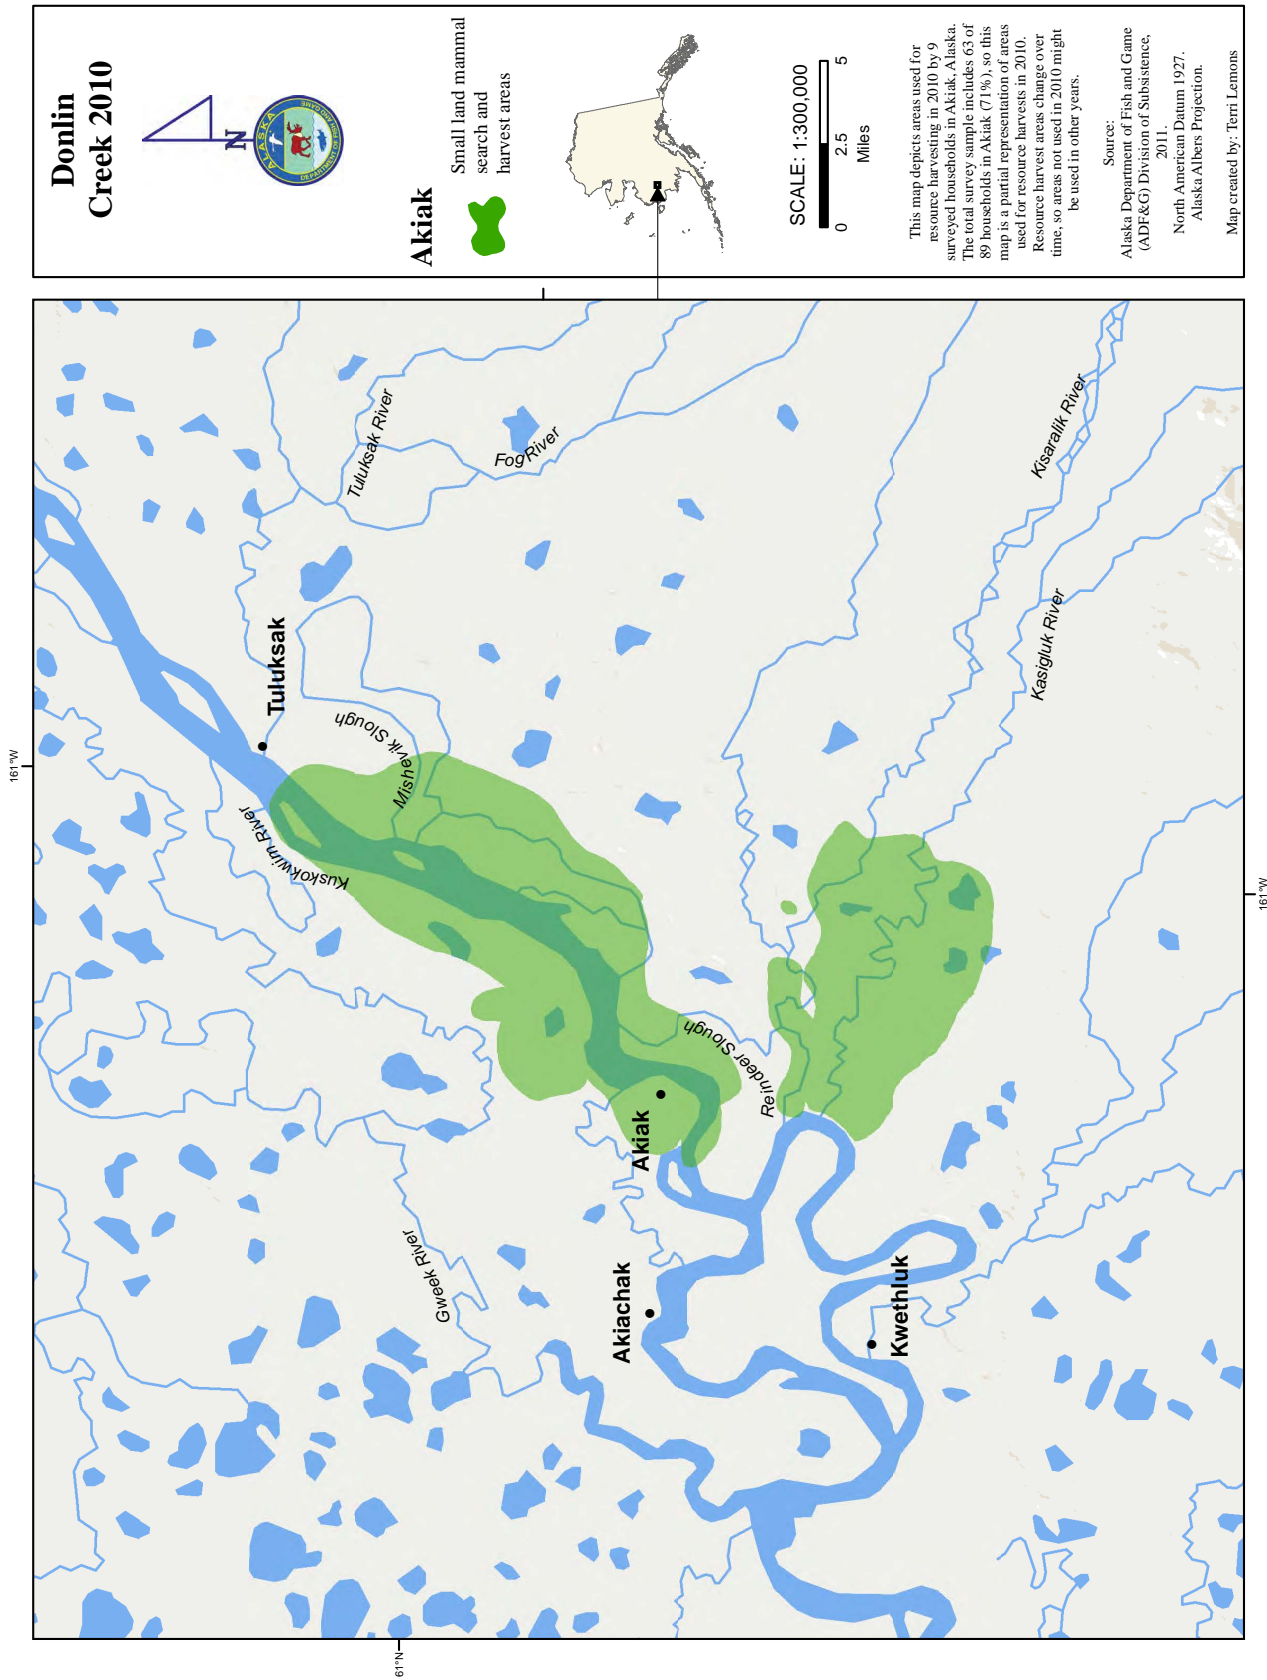 Donlin
Creek 2010
N
ALASKA
DEPARTMENT OF FISH AND GAME
Akiak
Small land mammal
search and
harvest areas
SCALE: 1:300,000
0 2.5 5
Miles
This map depicts areas used for
resource harvesting in 2010 by 9
surveyed households in Akiak, Alaska.
The total survey sample includes 63 of
89 households in Akiak (71%), so this
map is a partial representation of areas
used for resource harvests in 2010.
Resource harvest areas change over
time, so areas not used in 2010 might
be used in other years.
Source:
Alaska Department of Fish and Game
(ADF&G) Division of Subsistence,
2011.
North American Datum 1927.
Alaska Albers Projection.
Map created by: Terri Lemons
161°W
161°W
61°N
Tuluksak River
Fog River
Kisaralik River
Kasigluk River
Tuluksak
Mishevik Slough
Kuskokwim River
Reindeer Slough
Akiak
Gweek River
Akiachak
Kwethluk